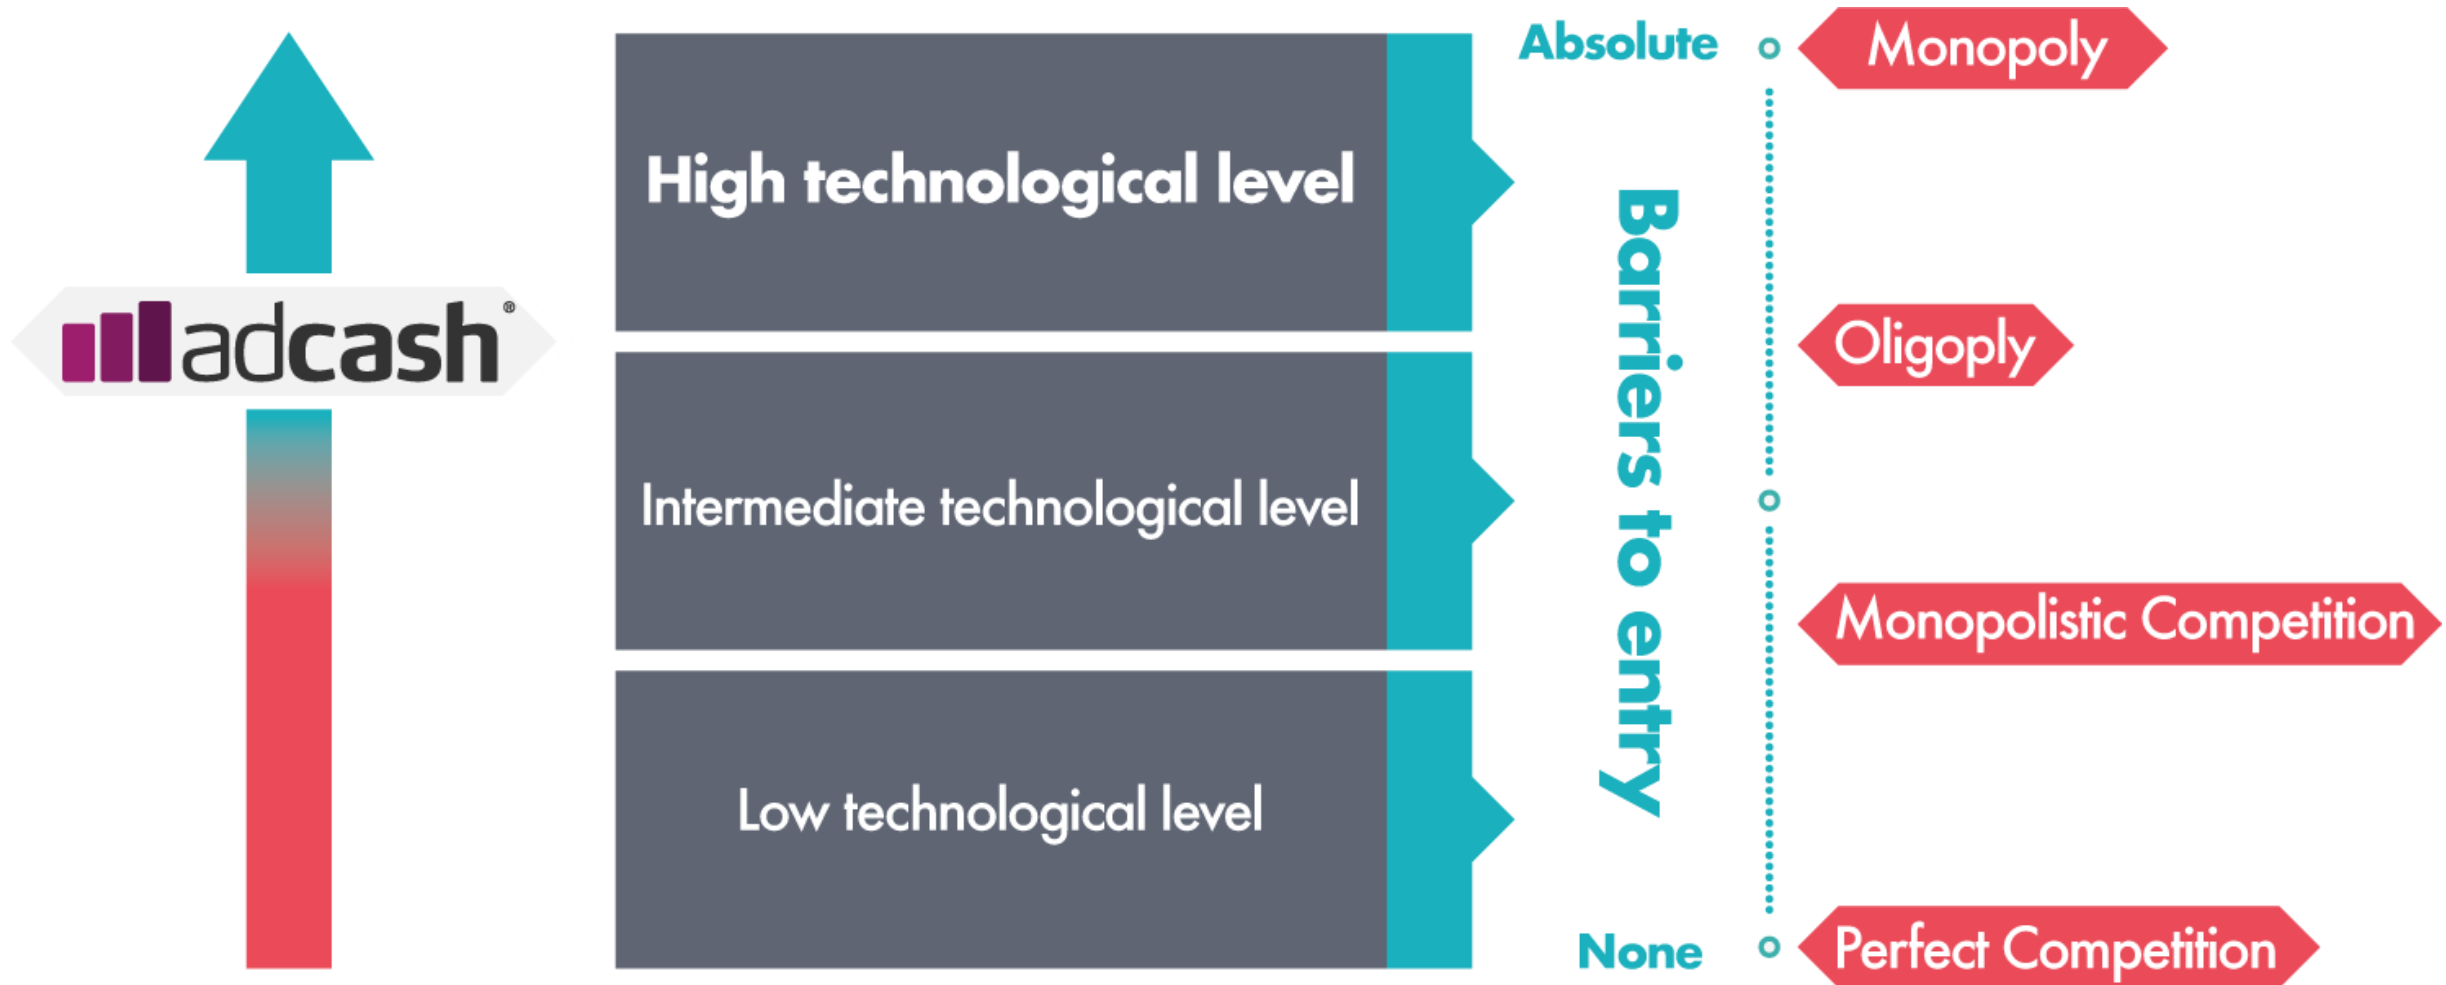 adcash®
High technological level
Intermediate technological level
Low technological level
Absolute
Barriers to entry
None
Monopoly
Oligoply
Monopolistic Competition
Perfect Competition